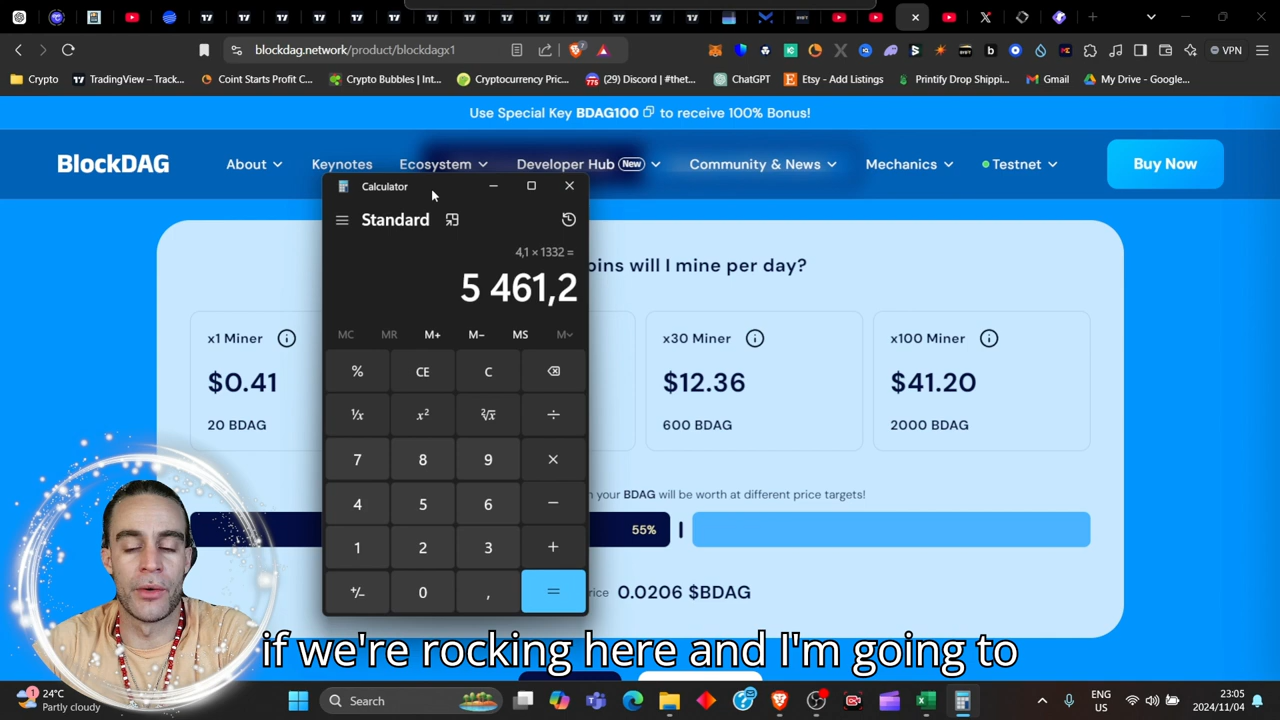 blockdag.network/product/blockdagx1
VPN
Crypto
TradingView – Track...
Coint Starts Profit C...
Crypto Bubbles | Int...
Cryptocurrency Pric...
(29) Discord | #thet...
ChatGPT
Etsy - Add Listings
Printify Drop Shippi...
Gmail
My Drive - Google...
Use Special Key BDAG100 to receive 100% Bonus!
BlockDAG
About
Keynotes
Ecosystem
Developer Hub New
Community & News
Mechanics
Testnet
Buy Now
Calculator
Standard
4,1 × 1332 =
5 461,2
MC MR M+ M− MS M˅
% CE C
¹/x x² ²√x ÷
7 8 9 ×
4 5 6 −
1 2 3 +
+/− 0 , =
oins will I mine per day?
x1 Miner
$0.41
20 BDAG
x30 Miner
$12.36
600 BDAG
x100 Miner
$41.20
2000 BDAG
your BDAG will be worth at different price targets!
55%
rice 0.0206 $BDAG
if we're rocking here and I'm going to
1
24°C
Partly cloudy
Search
ENG
US
23:05
2024/11/04